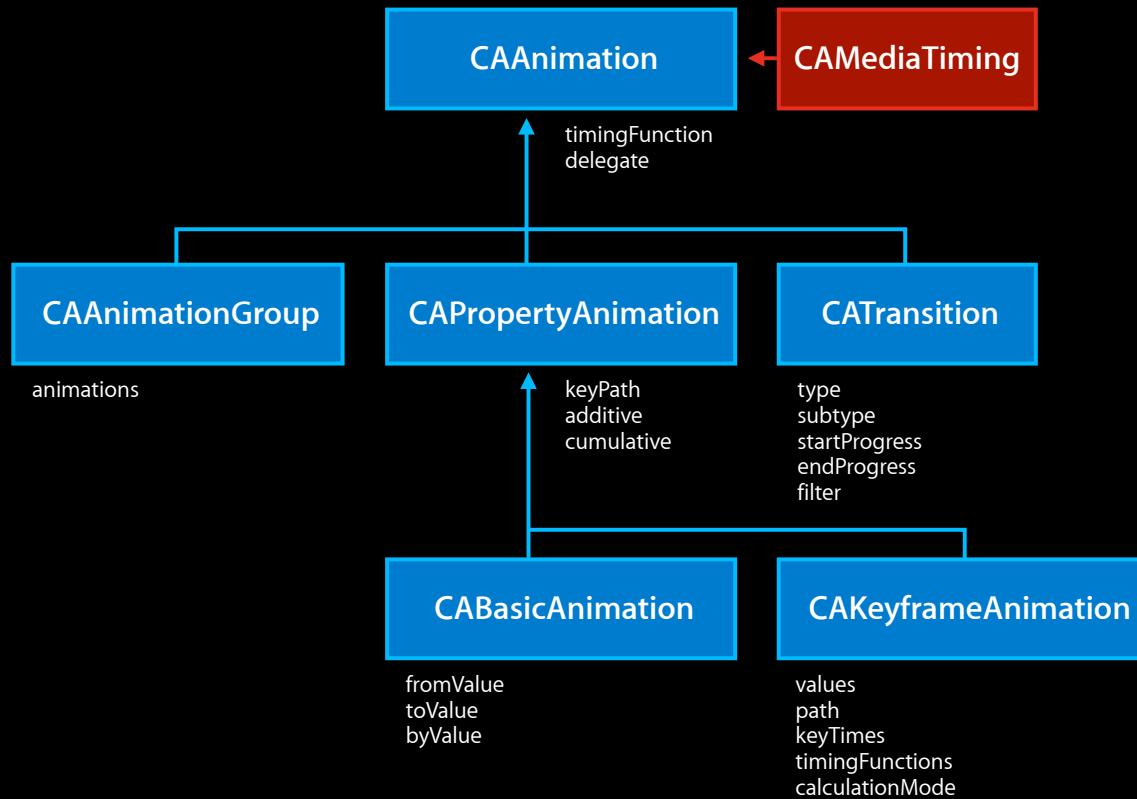 CAAnimation
CAMediaTiming
timingFunction
delegate
CAAnimationGroup
CAPropertyAnimation
CATransition
animations
keyPath
additive
cumulative
type
subtype
startProgress
endProgress
filter
CABasicAnimation
CAKeyframeAnimation
fromValue
toValue
byValue
values
path
keyTimes
timingFunctions
calculationMode